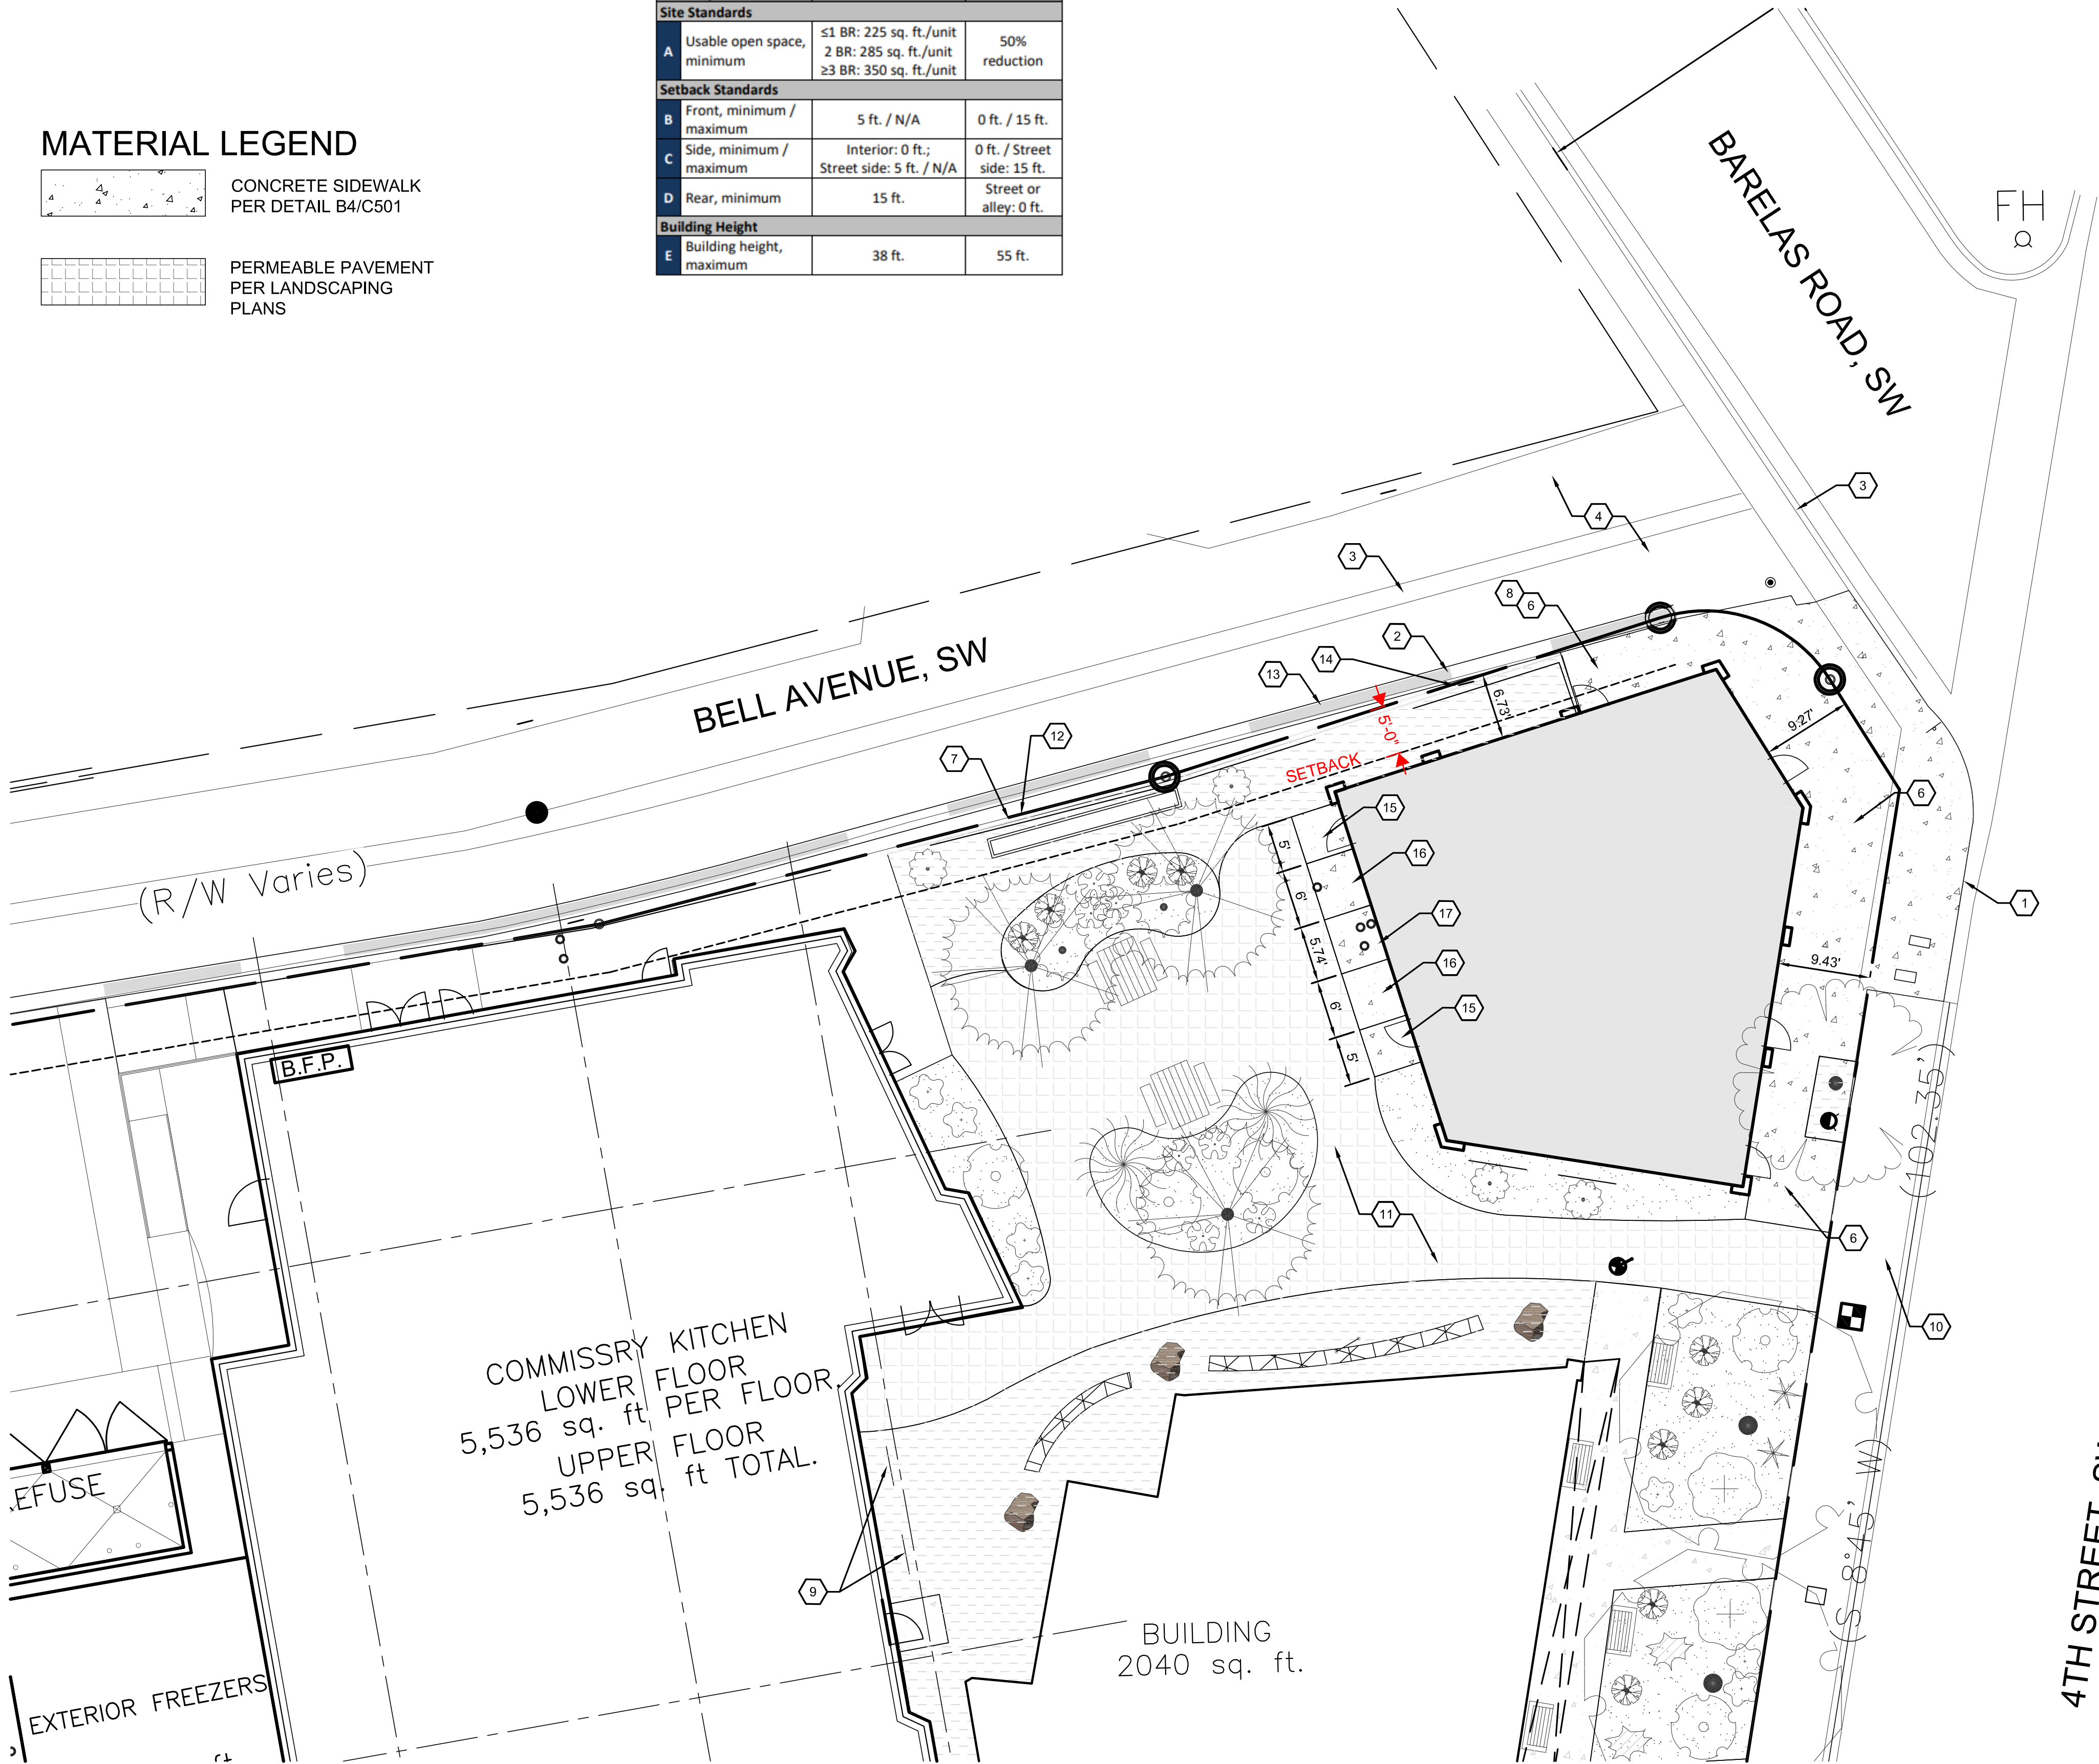 Site Standards
A Usable open space, minimum
≤1 BR: 225 sq. ft./unit
2 BR: 285 sq. ft./unit
≥3 BR: 350 sq. ft./unit
50% reduction
Setback Standards
B Front, minimum / maximum
5 ft. / N/A
0 ft. / 15 ft.
C Side, minimum / maximum
Interior: 0 ft.;
Street side: 5 ft. / N/A
0 ft. / Street side: 15 ft.
D Rear, minimum
15 ft.
Street or alley: 0 ft.
Building Height
E Building height, maximum
38 ft.
55 ft.
MATERIAL LEGEND
CONCRETE SIDEWALK
PER DETAIL B4/C501
PERMEABLE PAVEMENT
PER LANDSCAPING
PLANS
BARELAS ROAD, SW
FH
3
4
3
8
6
2
14
13
BELL AVENUE, SW
12
7
(R/W Varies)
5'-0"
SETBACK
6.73'
9.27'
6
15
16
17
16
15
5'
6'
5.74'
6'
5'
9.43'
1
(102.35')
B.F.P.
11
6
10
COMMISSRY KITCHEN
LOWER FLOOR
5,536 sq. ft PER FLOOR.
UPPER FLOOR
5,536 sq. ft TOTAL.
EFUSE
9
EXTERIOR FREEZERS
ft
BUILDING
2040 sq. ft.
4TH STREET,